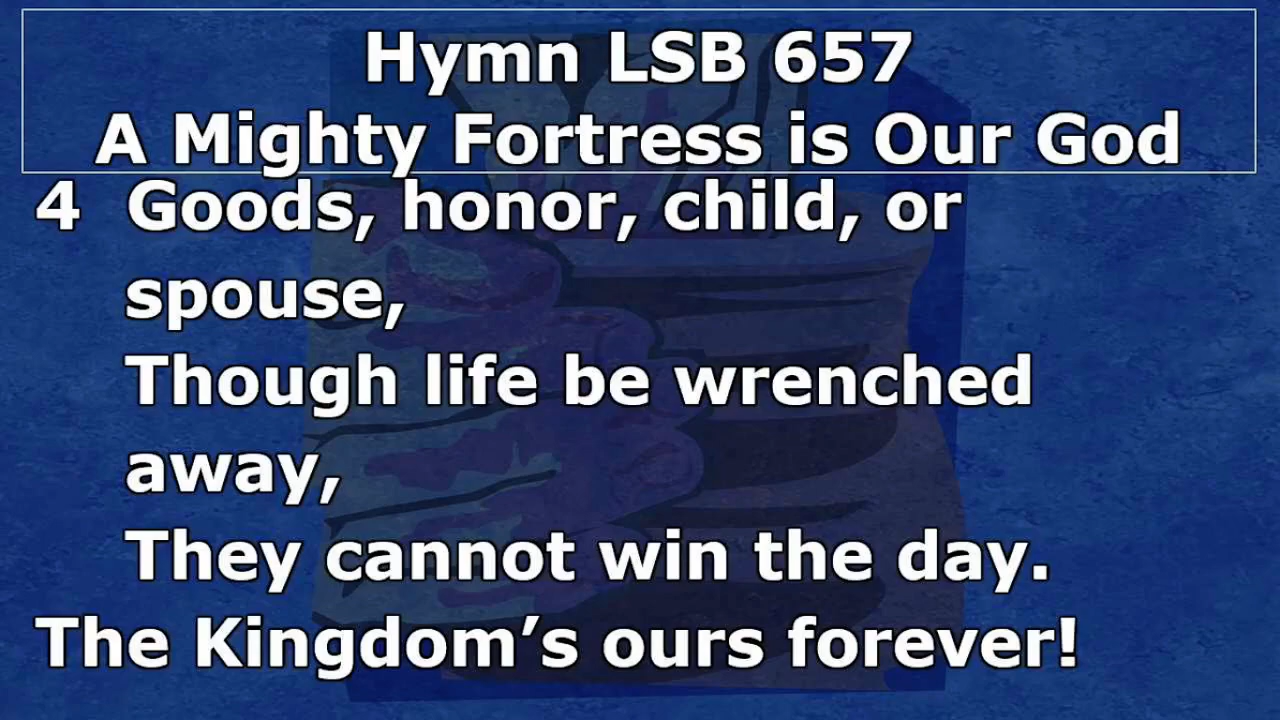 Hymn LSB 657
A Mighty Fortress is Our God
4 Goods, honor, child, or
spouse,
Though life be wrenched
away,
They cannot win the day.
The Kingdom’s ours forever!